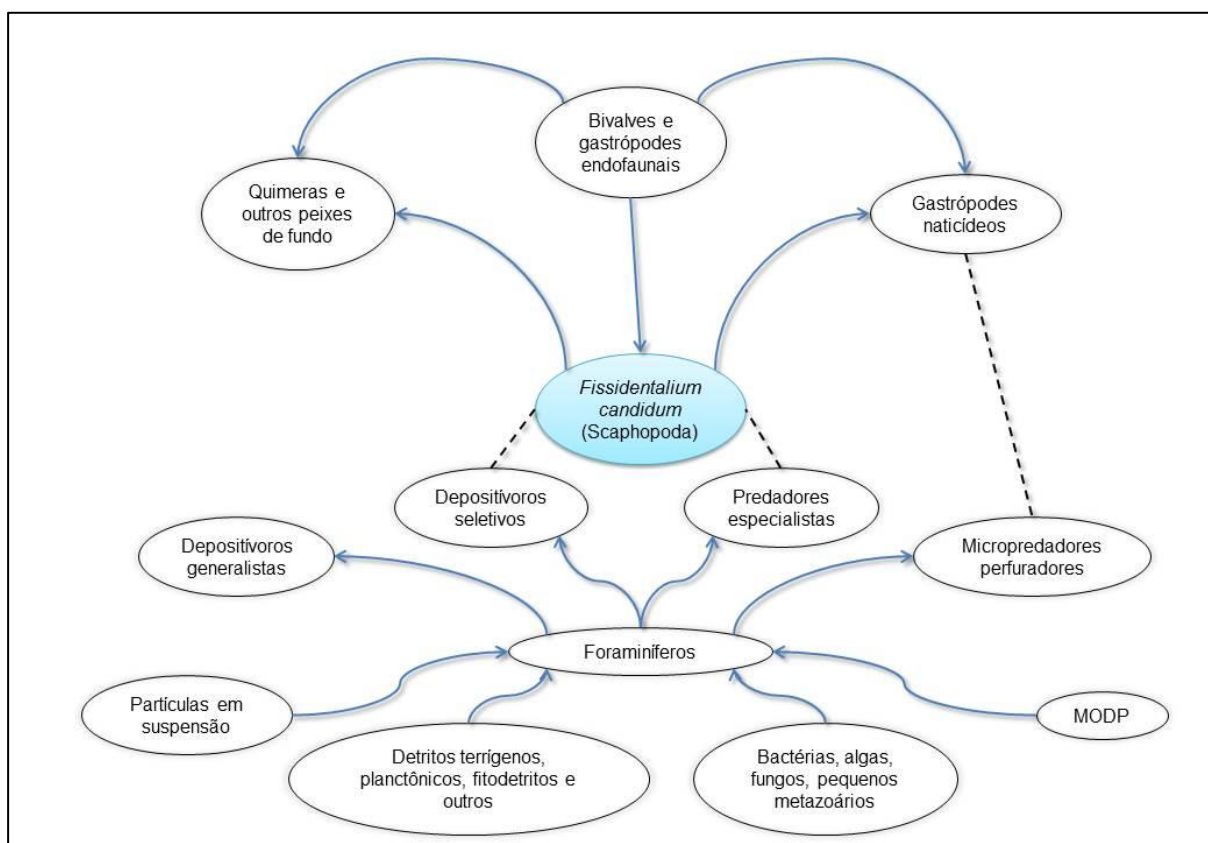 Bivalves e
gastrópodes
endofaunais
Quimeras e
outros peixes
de fundo
Gastrópodes
naticídeos
Fissidentalium
candidum
(Scaphopoda)
Depositívoros
seletivos
Predadores
especialistas
Depositívoros
generalistas
Micropredadores
perfuradores
Foraminíferos
Partículas em
suspensão
MODP
Detritos terrígenos,
planctônicos, fitodetritos e
outros
Bactérias, algas,
fungos, pequenos
metazoários